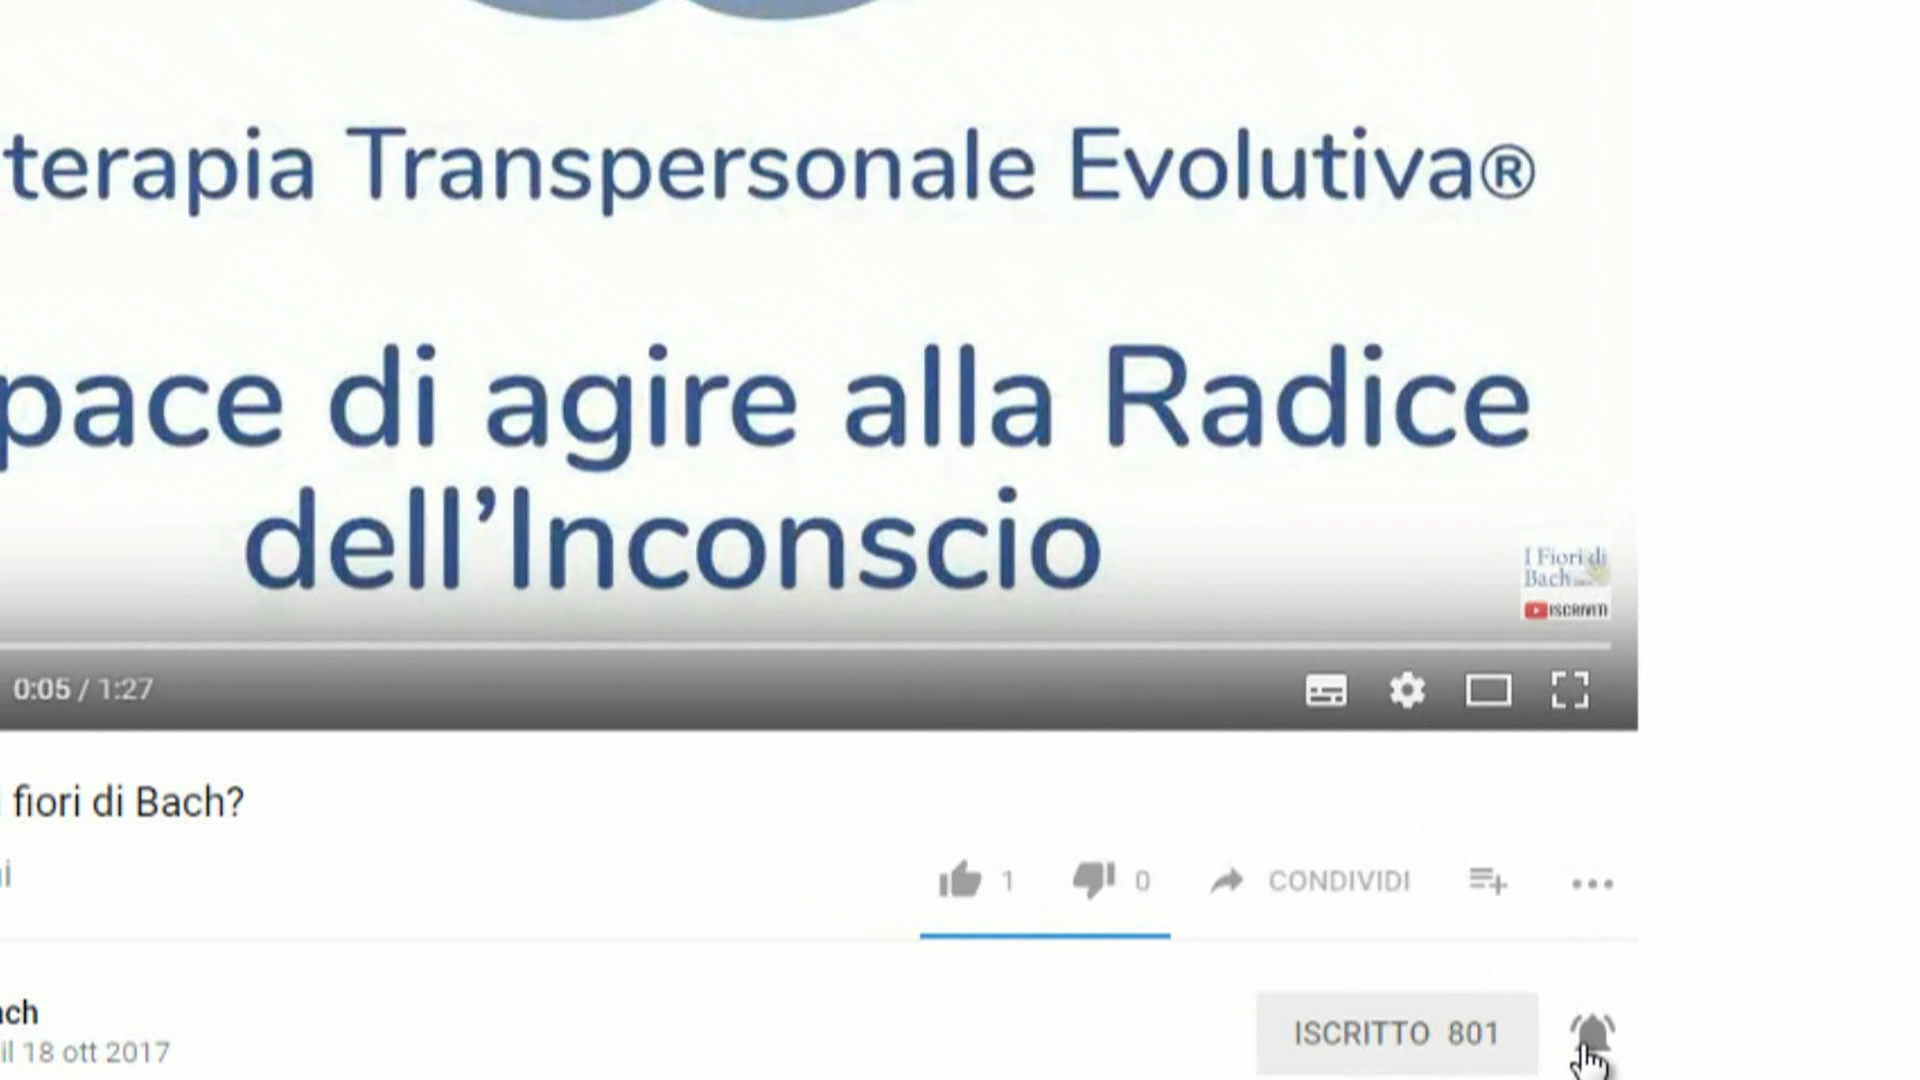 terapia Transpersonale Evolutiva®
pace di agire alla Radice
dell'Inconscio
I Fiori di
Bach
ISCRIVITI
0:05 / 1:27
fiori di Bach?
1 0 CONDIVIDI
ach
ISCRITTO 801
il 18 ott 2017